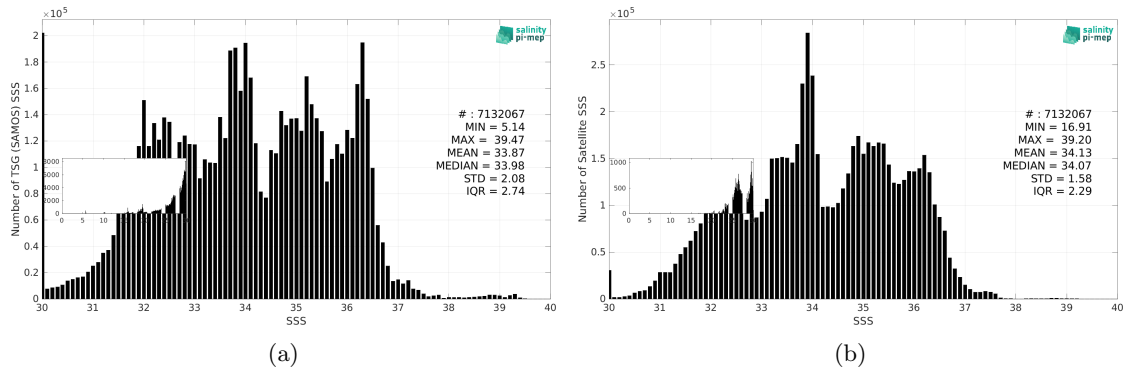 ×10^5
salinity
pi-mep
2
1.8
1.6
1.4
1.2
1
0.8
0.6
0.4
0.2
0
Number of TSG (SAMOS) SSS
# : 7132067
MIN = 5.14
MAX = 39.47
MEAN = 33.87
MEDIAN = 33.98
STD = 2.08
IQR = 2.74
8000
6000
4000
2000
0
0 5 10
30 31 32 33 34 35 36 37 38 39 40
SSS
(a)
×10^5
salinity
pi-mep
2.5
2
1.5
1
0.5
0
Number of Satellite SSS
# : 7132067
MIN = 16.91
MAX = 39.20
MEAN = 34.13
MEDIAN = 34.07
STD = 1.58
IQR = 2.29
1000
500
0
0 5 10 15
30 31 32 33 34 35 36 37 38 39 40
SSS
(b)